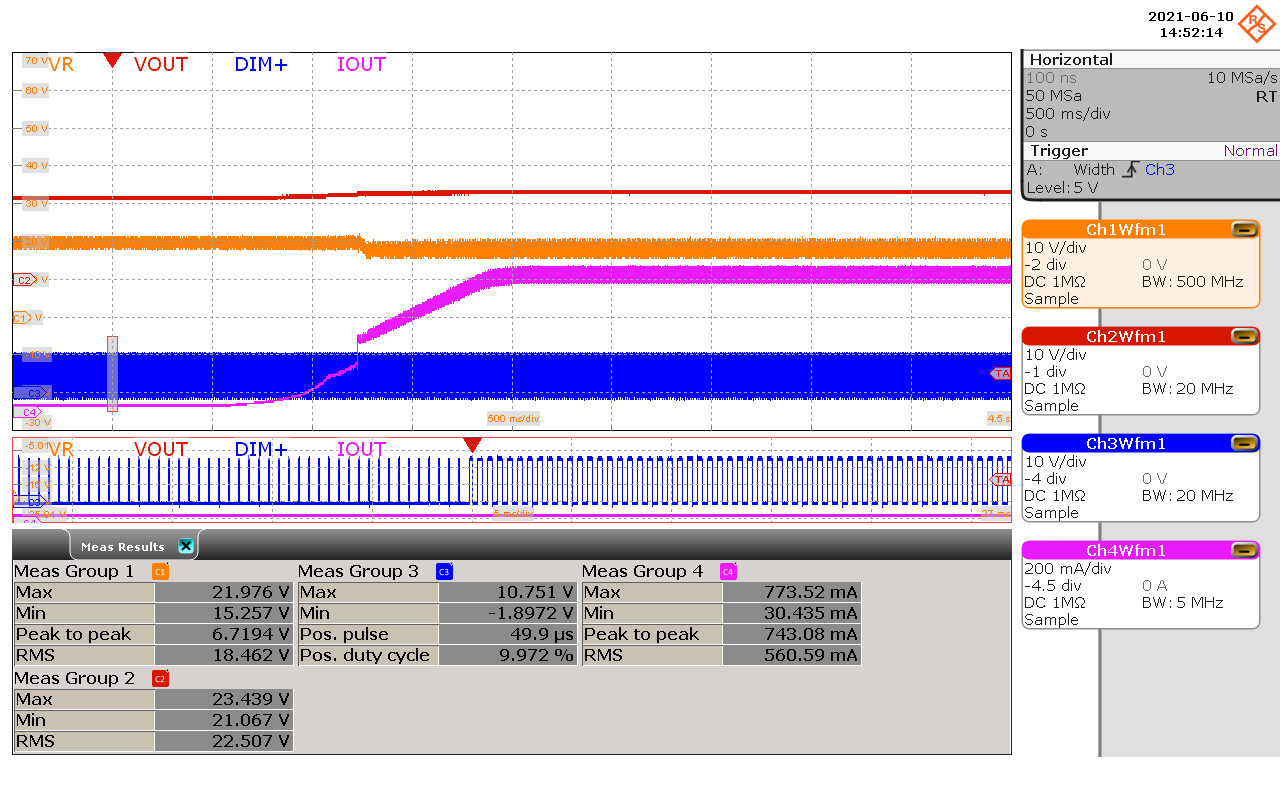 2021-06-10
14:52:14
VR VOUT DIM+ IOUT
70 V
60 V
50 V
40 V
30 V
20 V
C2 V
C1 V
-10 V
C3
C4
-30 V
TA
500 ms/div
4.5 s
VR VOUT DIM+ IOUT
TA
5 ms/div
27 ms
Horizontal
100 ns 10 MSa/s
50 MSa RT
500 ms/div
0 s
Trigger Normal
A: Width Ch3
Level: 5 V
Ch1Wfm1
10 V/div
-2 div 0 V
DC 1MΩ BW: 500 MHz
Sample
Ch2Wfm1
10 V/div
-1 div 0 V
DC 1MΩ BW: 20 MHz
Sample
Ch3Wfm1
10 V/div
-4 div 0 V
DC 1MΩ BW: 20 MHz
Sample
Ch4Wfm1
200 mA/div
-4.5 div 0 A
DC 1MΩ BW: 5 MHz
Sample
Meas Results
Meas Group 1 C1
Max 21.976 V
Min 15.257 V
Peak to peak 6.7194 V
RMS 18.462 V
Meas Group 2 C2
Max 23.439 V
Min 21.067 V
RMS 22.507 V
Meas Group 3 C3
Max 10.751 V
Min -1.8972 V
Pos. pulse 49.9 µs
Pos. duty cycle 9.972 %
Meas Group 4 C4
Max 773.52 mA
Min 30.435 mA
Peak to peak 743.08 mA
RMS 560.59 mA